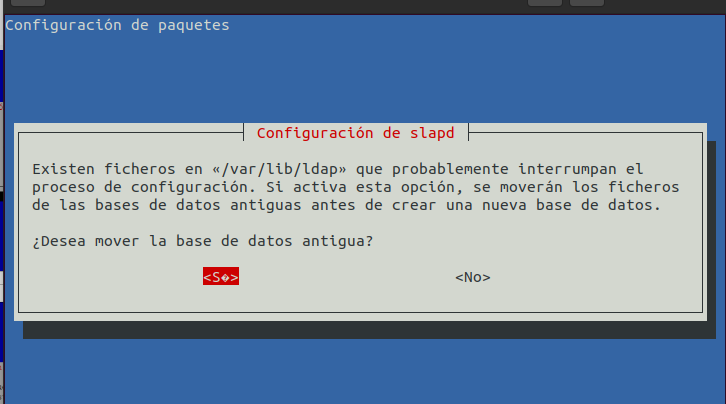 Configuración de paquetes
Configuración de slapd
Existen ficheros en «/var/lib/ldap» que probablemente interrumpan el
proceso de configuración. Si activa esta opción, se moverán los ficheros
de las bases de datos antiguas antes de crear una nueva base de datos.
¿Desea mover la base de datos antigua?
<S�> <No>